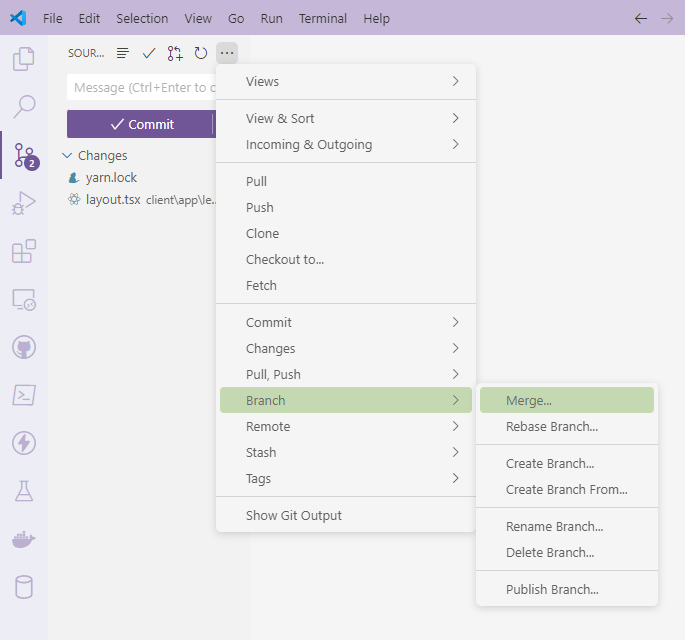 File Edit Selection View Go Run Terminal Help
SOUR...
Message (Ctrl+Enter to c
Commit
Changes
yarn.lock
layout.tsx client\app\le...
2
Views
View & Sort
Incoming & Outgoing
Pull
Push
Clone
Checkout to...
Fetch
Commit
Changes
Pull, Push
Branch
Remote
Stash
Tags
Show Git Output
Merge...
Rebase Branch...
Create Branch...
Create Branch From...
Rename Branch...
Delete Branch...
Publish Branch...